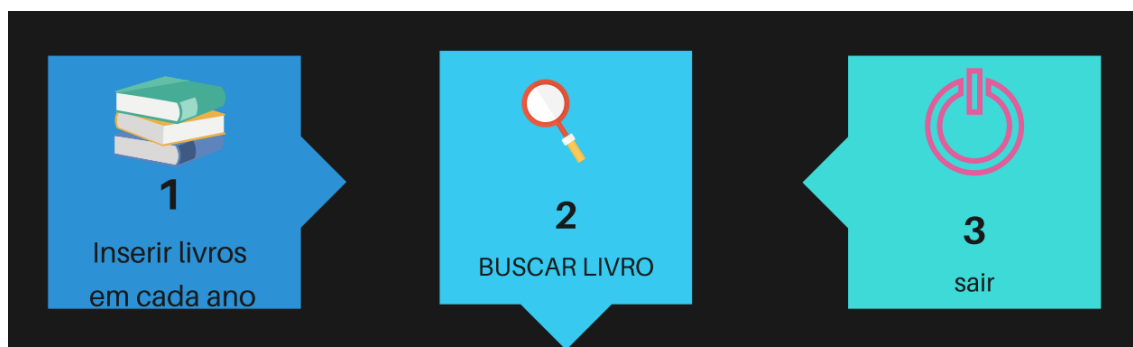 1
Inserir livros
em cada ano
2
BUSCAR LIVRO
3
sair